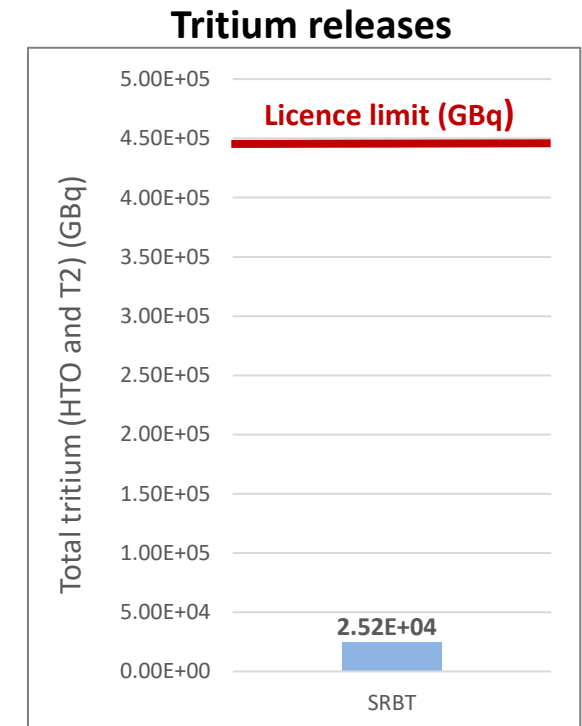 Tritium releases
5.00E+05
Licence limit (GBq)
4.50E+05
4.00E+05
3.50E+05
3.00E+05
2.50E+05
2.00E+05
1.50E+05
1.00E+05
5.00E+04
0.00E+00
Total tritium (HTO and T2) (GBq)
2.52E+04
SRBT